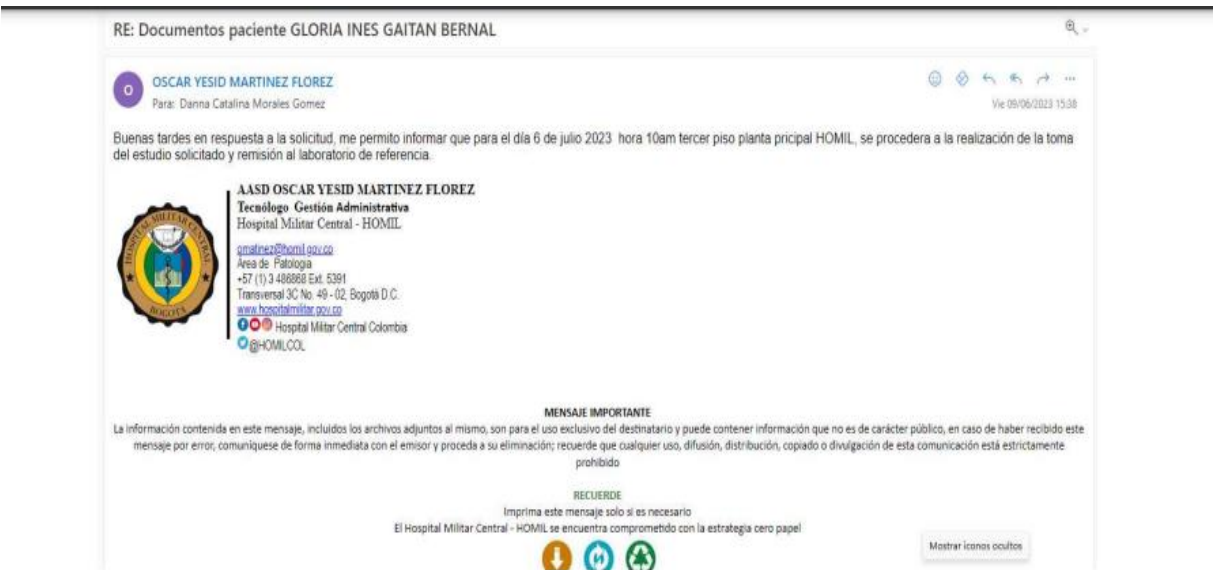 RE: Documentos paciente GLORIA INES GAITAN BERNAL
O
OSCAR YESID MARTINEZ FLOREZ
Para: Danna Catalina Morales Gomez
Vie 09/06/2023 15:38
Buenas tardes en respuesta a la solicitud, me permito informar que para el día 6 de julio 2023 hora 10am tercer piso planta pricipal HOMIL, se procedera a la realización de la toma
del estudio solicitado y remisión al laboratorio de referencia.
HOSPITAL MILITAR CENTRAL
BOGOTA
AASD OSCAR YESID MARTINEZ FLOREZ
Tecnólogo Gestión Administrativa
Hospital Militar Central - HOMIL
omatinez@homil.gov.co
Área de Patologia
+57 (1) 3 486868 Ext. 5391
Transversal 3C No. 49 - 02, Bogotá D.C.
www.hospitalmilitar.gov.co
Hospital Militar Central Colombia
@HOMILCOL
MENSAJE IMPORTANTE
La información contenida en este mensaje, incluidos los archivos adjuntos al mismo, son para el uso exclusivo del destinatario y puede contener información que no es de carácter público, en caso de haber recibido este
mensaje por error, comuníquese de forma inmediata con el emisor y proceda a su eliminación; recuerde que cualquier uso, difusión, distribución, copiado o divulgación de esta comunicación está estrictamente
prohibido
RECUERDE
Imprima este mensaje solo si es necesario
El Hospital Militar Central - HOMIL se encuentra comprometido con la estrategia cero papel
Mostrar iconos ocultos